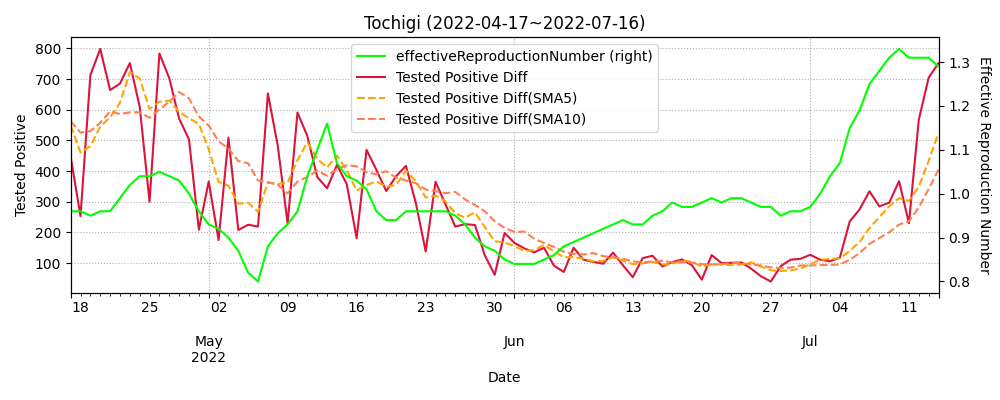 Tochigi (2022-04-17~2022-07-16)
effectiveReproductionNumber (right)
Tested Positive Diff
Tested Positive Diff(SMA5)
Tested Positive Diff(SMA10)
Tested Positive
800
700
600
500
400
300
200
100
1.3
1.2
1.1
1.0
0.9
0.8
Effective Reproduction Number
18 25 02 09 16 23 30 06 13 20 27 04 11
May Jun Jul
2022
Date